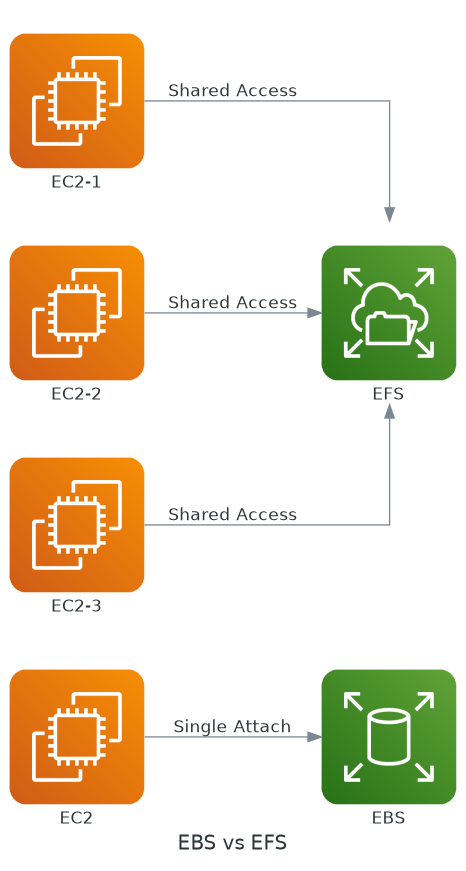 Shared Access
EC2-1
Shared Access
EC2-2
EFS
Shared Access
EC2-3
Single Attach
EC2
EBS
EBS vs EFS